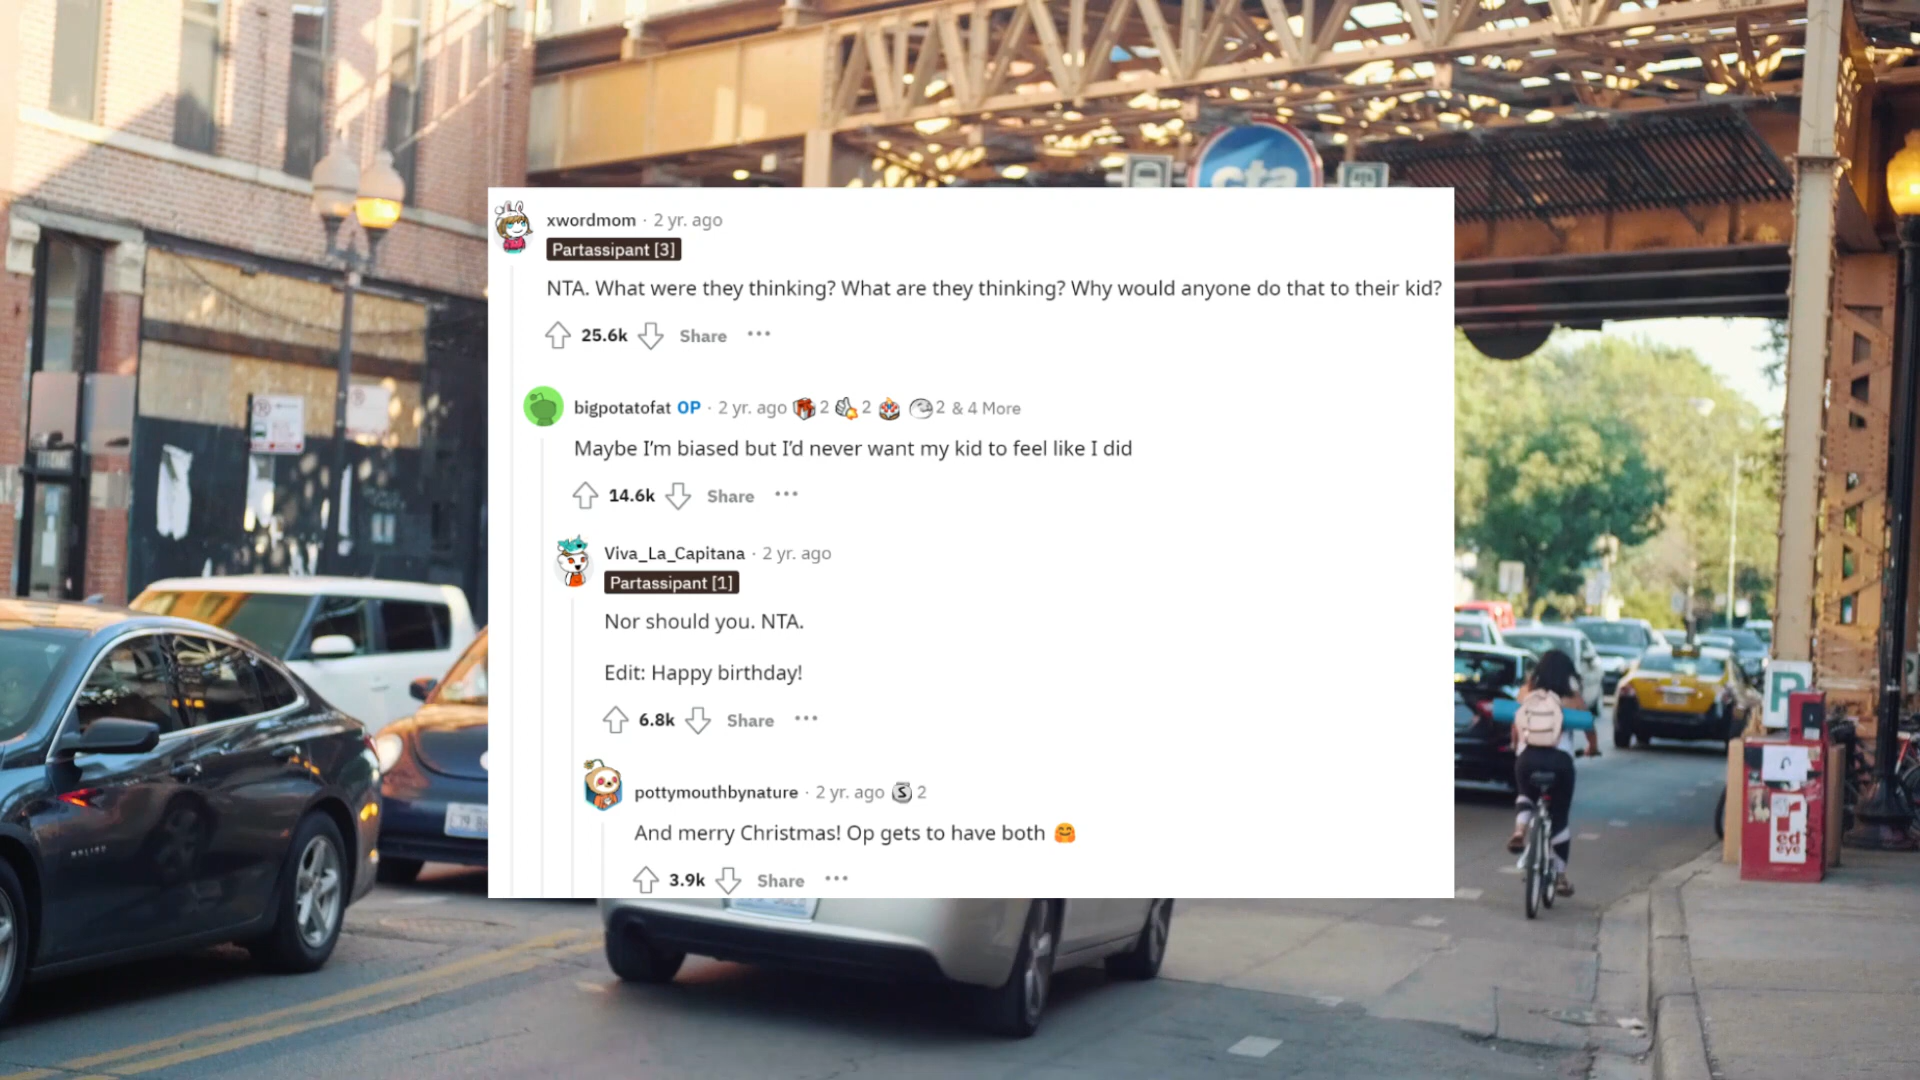 cta
xwordmom · 2 yr. ago
Partassipant [3]
NTA. What were they thinking? What are they thinking? Why would anyone do that to their kid?
25.6k Share ···
bigpotatofat OP · 2 yr. ago 2 2 2 & 4 More
Maybe I'm biased but I'd never want my kid to feel like I did
14.6k Share ···
Viva_La_Capitana · 2 yr. ago
Partassipant [1]
Nor should you. NTA.
Edit: Happy birthday!
6.8k Share ···
pottymouthbynature · 2 yr. ago S 2
And merry Christmas! Op gets to have both 🤗
3.9k Share ···
P
ed
eye
MALIBU